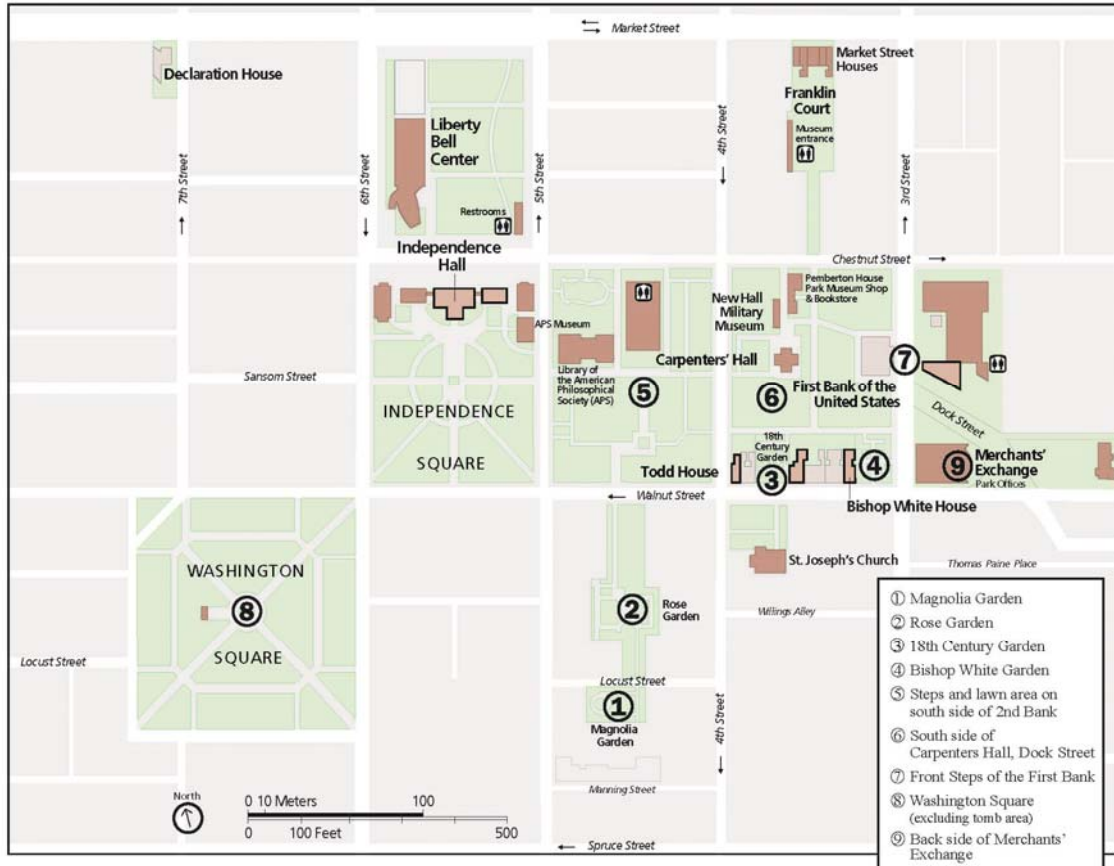 Market Street
Declaration House
7th Street
6th Street
Liberty
Bell
Center
Restrooms
5th Street
4th Street
Market Street
Houses
Franklin
Court
Museum
entrance
3rd Street
Chestnut Street
Independence
Hall
APS Museum
Library of
the American
Philosophical
Society (APS)
Carpenters' Hall
New Hall
Military
Museum
Pemberton House
Park Museum Shop
& Bookstore
7
First Bank of the
United States
Dock Street
Sansom Street
INDEPENDENCE
SQUARE
5
6
18th
Century
Garden
Todd House
3
4
9
Merchants'
Exchange
Park Offices
Walnut Street
Bishop White House
St. Joseph's Church
Thomas Paine Place
Willings Alley
WASHINGTON
8
SQUARE
2
Rose
Garden
Locust Street
Locust Street
1
Magnolia
Garden
4th Street
Manning Street
Spruce Street
North
0 10 Meters 100
0 100 Feet 500
1 Magnolia Garden
2 Rose Garden
3 18th Century Garden
4 Bishop White Garden
5 Steps and lawn area on
south side of 2nd Bank
6 South side of
Carpenters Hall, Dock Street
7 Front Steps of the First Bank
8 Washington Square
(excluding tomb area)
9 Back side of Merchants'
Exchange